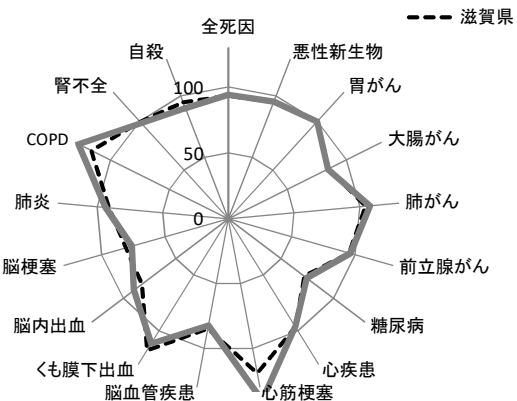 滋賀県
全死因
悪性新生物
胃がん
大腸がん
肺がん
前立腺がん
糖尿病
心疾患
心筋梗塞
脳血管疾患
くも膜下出血
脳内出血
脳梗塞
肺炎
COPD
腎不全
自殺
100
50
0